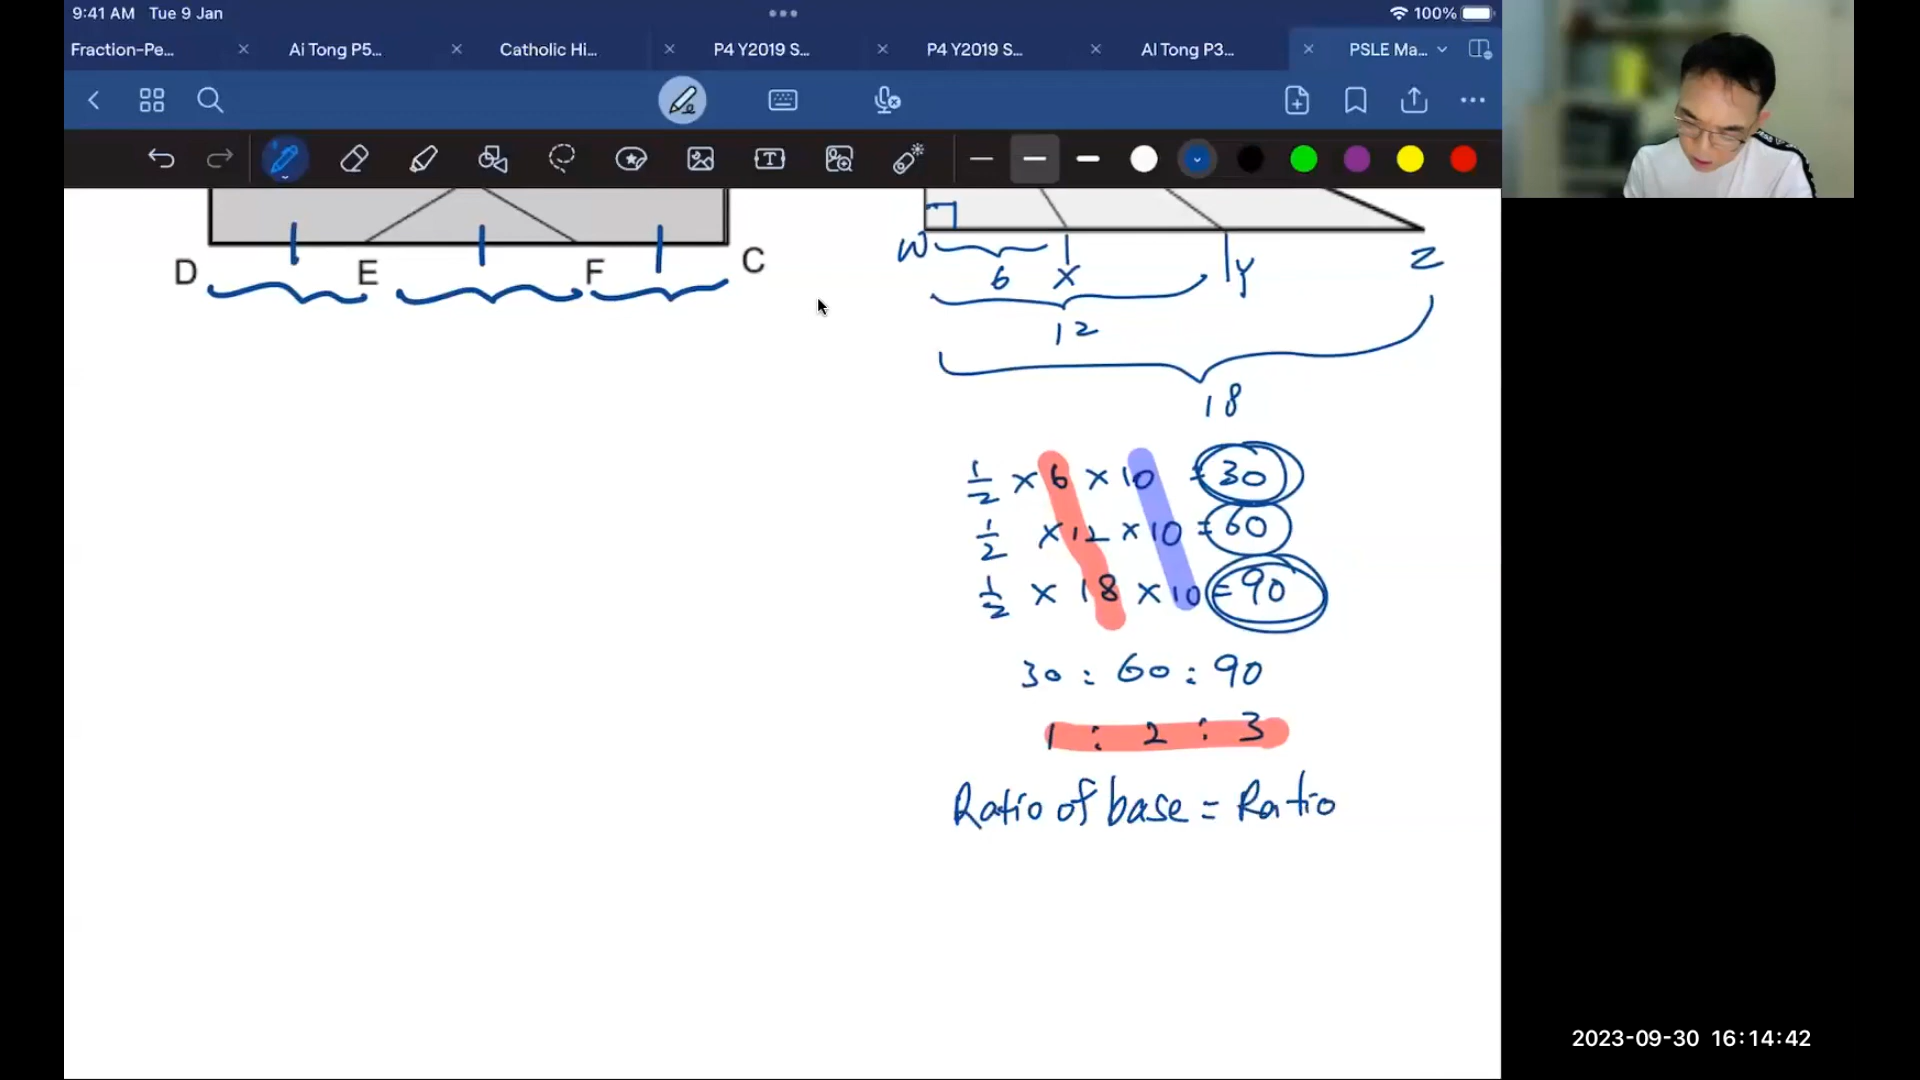 9:41 AM Tue 9 Jan
100%
Fraction-Pe...
Ai Tong P5...
Catholic Hi...
P4 Y2019 S...
P4 Y2019 S...
AI Tong P3...
PSLE Ma...
D E F C
W X Y Z
6
12
18
1/2 × 6 × 10 = 30
1/2 × 12 × 10 = 60
1/2 × 18 × 10 = 90
30 : 60 : 90
1 : 2 : 3
Ratio of base = Ratio
2023-09-30 16:14:42